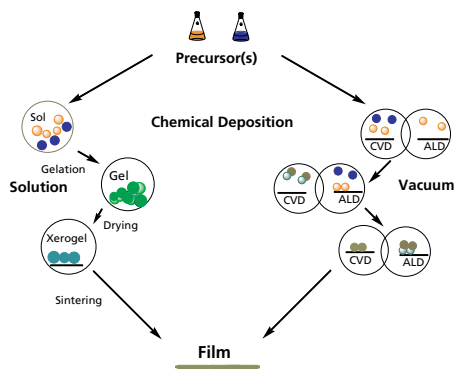 Precursor(s)
Chemical Deposition
Sol
Gelation
Solution
Gel
Drying
Xerogel
Sintering
CVD
ALD
Vacuum
CVD
ALD
CVD
ALD
Film